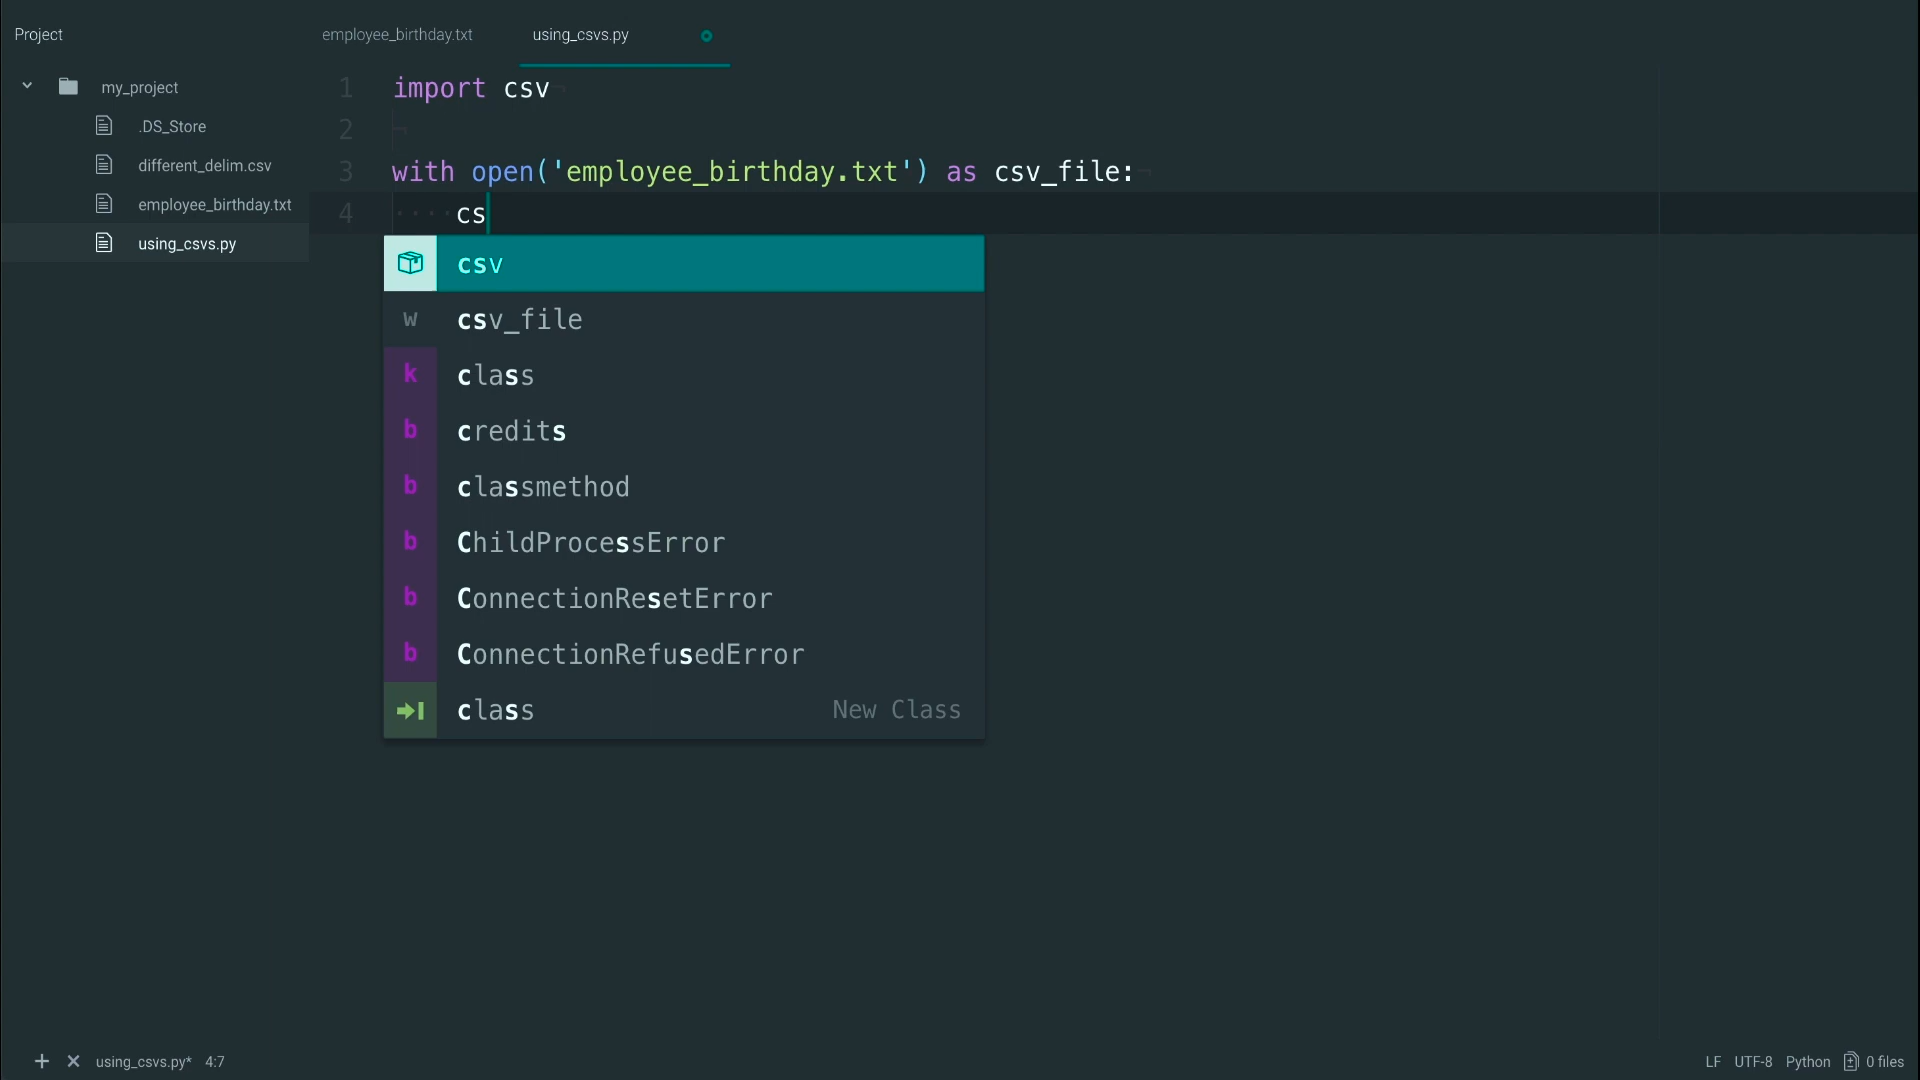 Project
employee_birthday.txt
using_csvs.py
my_project
.DS_Store
different_delim.csv
employee_birthday.txt
using_csvs.py
1 import csv
2
3 with open('employee_birthday.txt') as csv_file:
4 cs
csv
w csv_file
k class
b credits
b classmethod
b ChildProcessError
b ConnectionResetError
b ConnectionRefusedError
class New Class
using_csvs.py* 4:7
LF UTF-8 Python 0 files